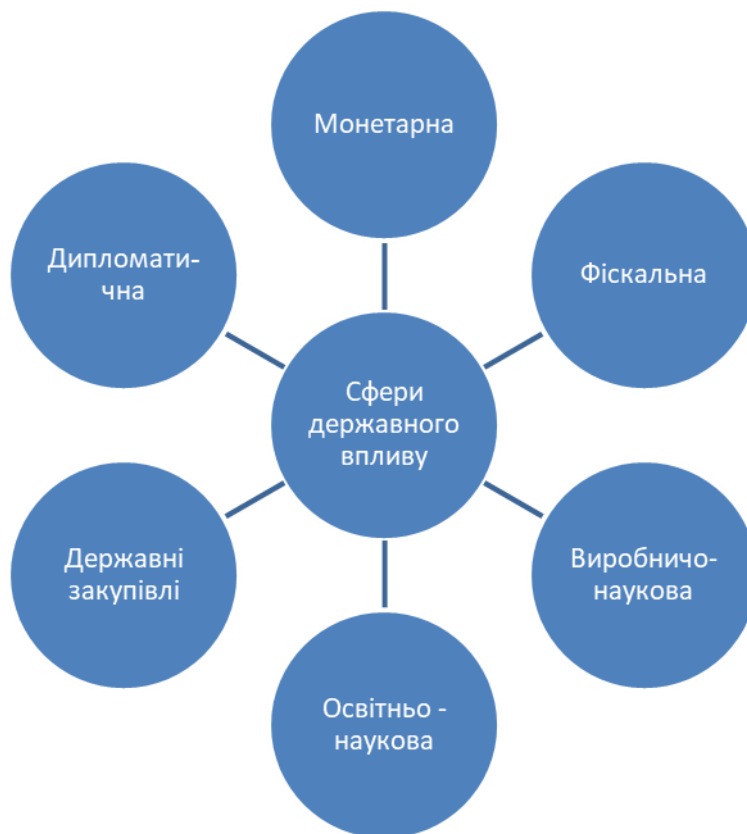 Монетарна
Дипломати-
чна
Фіскальна
Сфери
державного
впливу
Державні
закупівлі
Виробничо-
наукова
Освітньо -
наукова